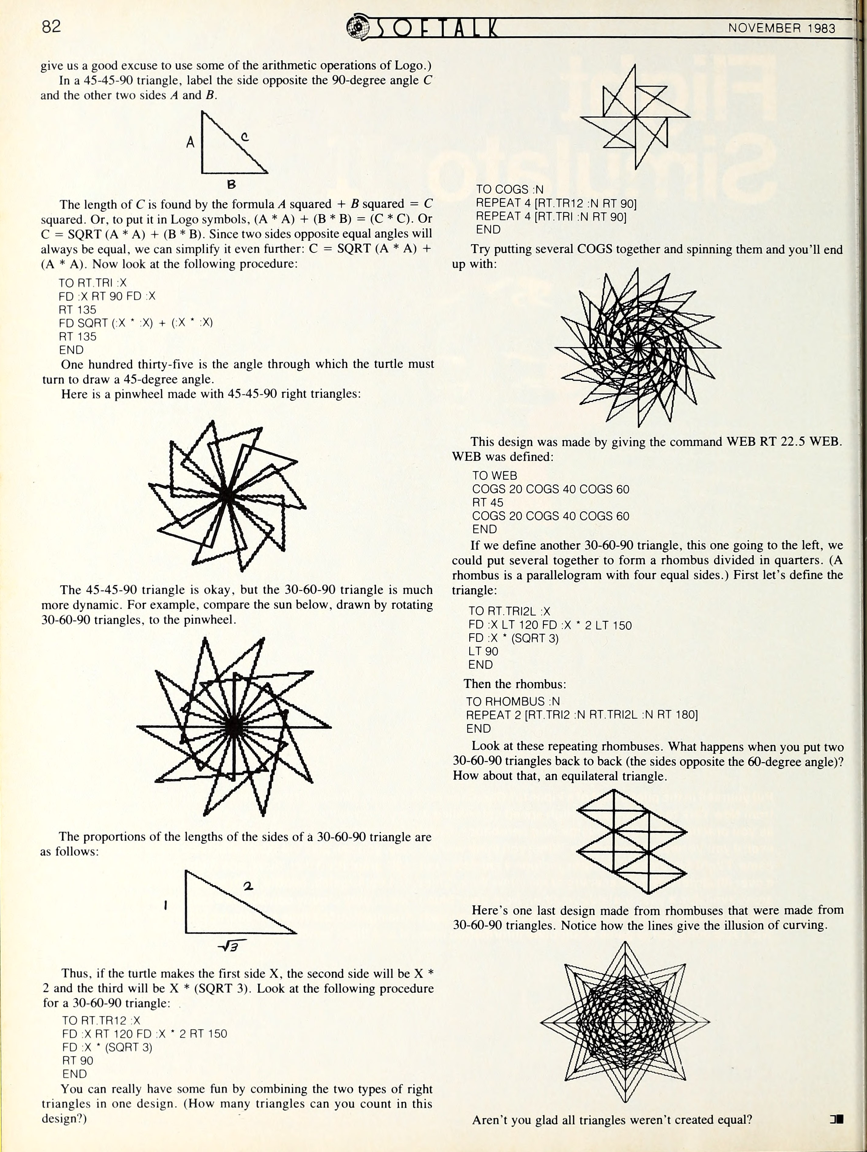 82
SOFTALK
NOVEMBER 1983
give us a good excuse to use some of the arithmetic operations of Logo.)
In a 45-45-90 triangle, label the side opposite the 90-degree angle C
and the other two sides A and B.
A
C
B
The length of C is found by the formula A squared + B squared = C
squared. Or, to put it in Logo symbols, (A * A) + (B * B) = (C * C). Or
C = SQRT (A * A) + (B * B). Since two sides opposite equal angles will
always be equal, we can simplify it even further: C = SQRT (A * A) +
(A * A). Now look at the following procedure:
TO RT.TRI :X
FD :X RT 90 FD :X
RT 135
FD SQRT (:X * :X) + (:X * :X)
RT 135
END
One hundred thirty-five is the angle through which the turtle must
turn to draw a 45-degree angle.
Here is a pinwheel made with 45-45-90 right triangles:
The 45-45-90 triangle is okay, but the 30-60-90 triangle is much
more dynamic. For example, compare the sun below, drawn by rotating
30-60-90 triangles, to the pinwheel.
The proportions of the lengths of the sides of a 30-60-90 triangle are
as follows:
1
2
√3
Thus, if the turtle makes the first side X, the second side will be X *
2 and the third will be X * (SQRT 3). Look at the following procedure
for a 30-60-90 triangle:
TO RT.TR12 :X
FD :X RT 120 FD :X * 2 RT 150
FD :X * (SQRT 3)
RT 90
END
You can really have some fun by combining the two types of right
triangles in one design. (How many triangles can you count in this
design?)
TO COGS :N
REPEAT 4 [RT.TR12 :N RT 90]
REPEAT 4 [RT.TRI :N RT 90]
END
Try putting several COGS together and spinning them and you'll end
up with:
This design was made by giving the command WEB RT 22.5 WEB.
WEB was defined:
TO WEB
COGS 20 COGS 40 COGS 60
RT 45
COGS 20 COGS 40 COGS 60
END
If we define another 30-60-90 triangle, this one going to the left, we
could put several together to form a rhombus divided in quarters. (A
rhombus is a parallelogram with four equal sides.) First let's define the
triangle:
TO RT.TRI2L :X
FD :X LT 120 FD :X * 2 LT 150
FD :X * (SQRT 3)
LT 90
END
Then the rhombus:
TO RHOMBUS :N
REPEAT 2 [RT.TRI2 :N RT.TRI2L :N RT 180]
END
Look at these repeating rhombuses. What happens when you put two
30-60-90 triangles back to back (the sides opposite the 60-degree angle)?
How about that, an equilateral triangle.
Here's one last design made from rhombuses that were made from
30-60-90 triangles. Notice how the lines give the illusion of curving.
Aren't you glad all triangles weren't created equal?